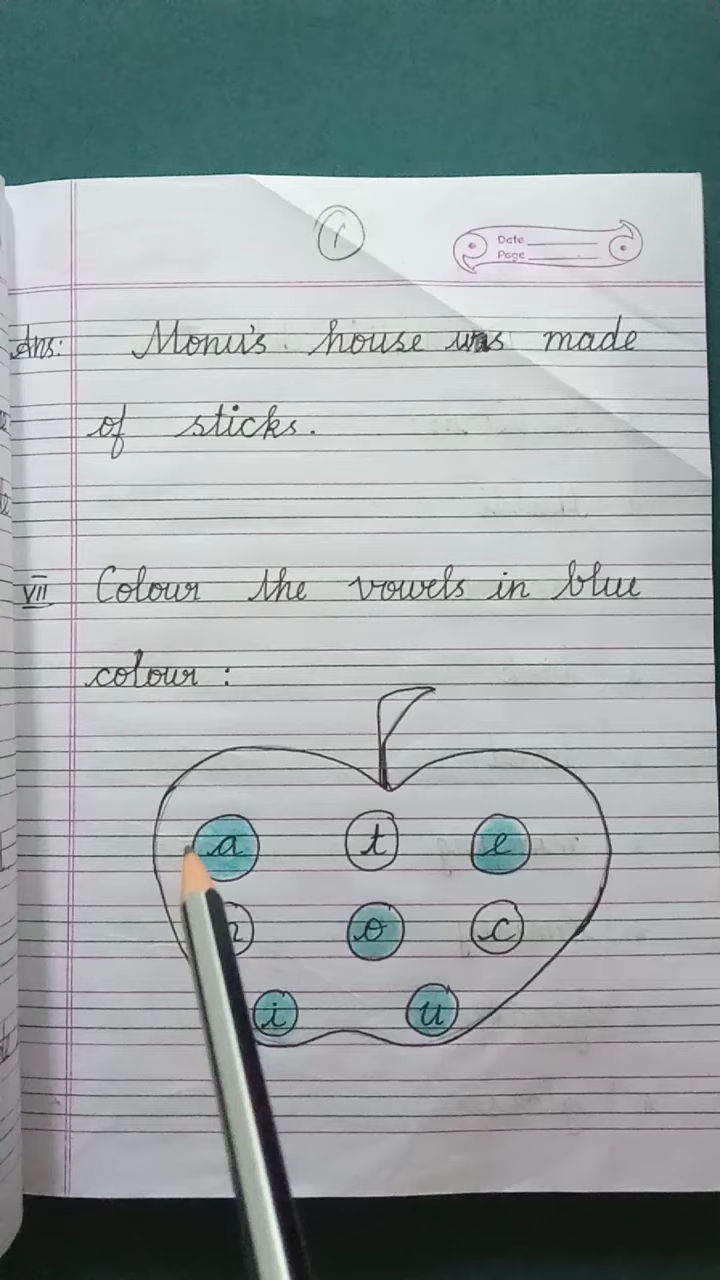 1
Date
Page
Ans: Monu's house was made
of sticks.
VII Colour the vowels in blue
colour :
a t e
o c
i u